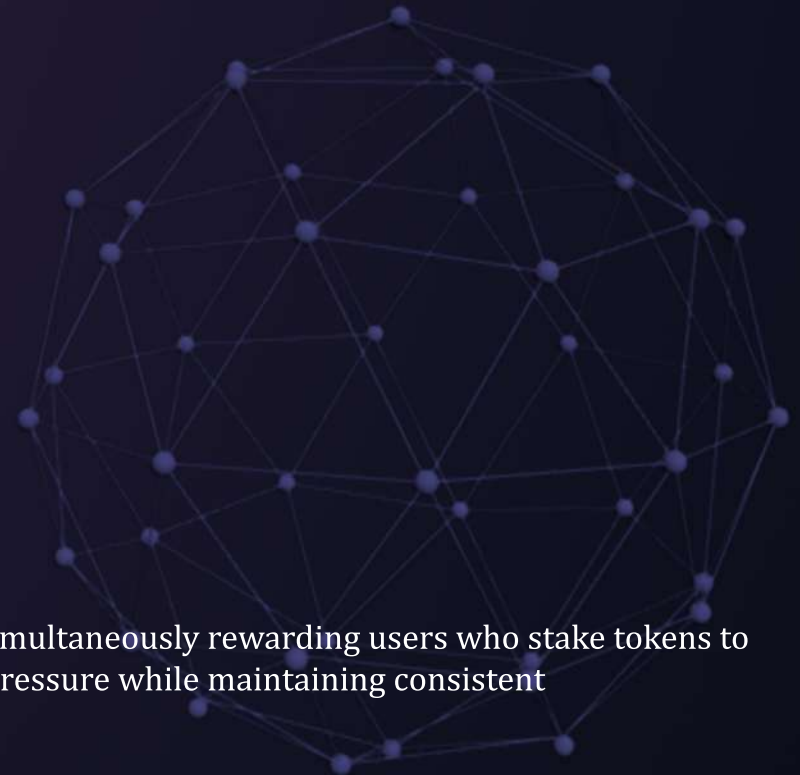 multaneously rewarding users who stake tokens to
ressure while maintaining consistent